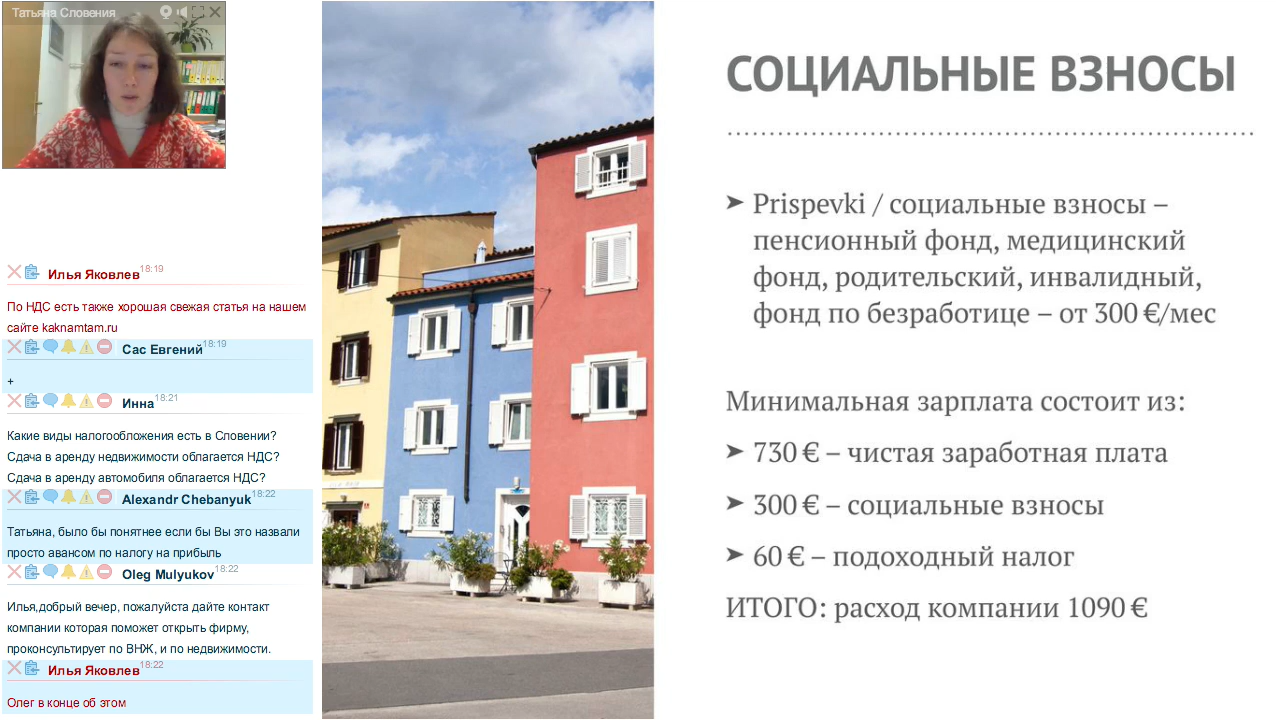 Татьяна Словения
Илья Яковлев 18:19
По НДС есть также хорошая свежая статья на нашем
сайте kaknamtam.ru
Сас Евгений 18:19
+
Инна 18:21
Какие виды налогообложения есть в Словении?
Сдача в аренду недвижимости облагается НДС?
Сдача в аренду автомобиля облагается НДС?
Alexandr Chebanyuk 18:22
Татьяна, было бы понятнее если бы Вы это назвали
просто авансом по налогу на прибыль
Oleg Mulyukov 18:22
Илья,добрый вечер, пожалуйста дайте контакт
компании которая поможет открыть фирму,
проконсультирует по ВНЖ, и по недвижимости.
Илья Яковлев 18:22
Олег в конце об этом
СОЦИАЛЬНЫЕ ВЗНОСЫ
➤ Prispevki / социальные взносы –
пенсионный фонд, медицинский
фонд, родительский, инвалидный,
фонд по безработице – от 300 €/мес
Минимальная зарплата состоит из:
➤ 730 € – чистая заработная плата
➤ 300 € – социальные взносы
➤ 60 € – подоходный налог
ИТОГО: расход компании 1090 €